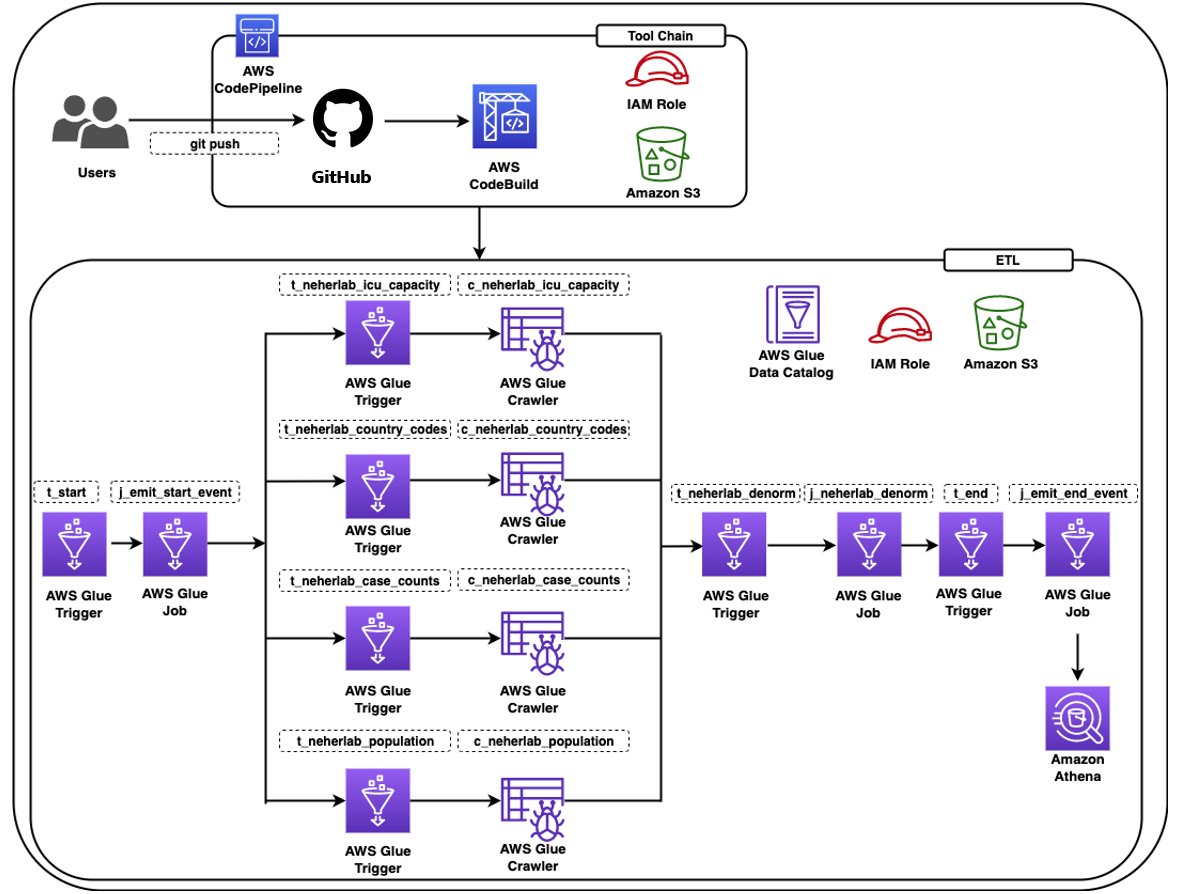 Tool Chain
AWS
CodePipeline
IAM Role
git push
Users
GitHub
AWS
CodeBuild
Amazon S3
ETL
t_neherlab_icu_capacity
c_neherlab_icu_capacity
AWS Glue
Trigger
AWS Glue
Crawler
AWS Glue
Data Catalog
IAM Role
Amazon S3
t_neherlab_country_codes
c_neherlab_country_codes
AWS Glue
Trigger
AWS Glue
Crawler
t_start
j_emit_start_event
AWS Glue
Trigger
AWS Glue
Job
t_neherlab_case_counts
c_neherlab_case_counts
AWS Glue
Trigger
AWS Glue
Crawler
t_neherlab_population
c_neherlab_population
AWS Glue
Trigger
AWS Glue
Crawler
t_neherlab_denorm
j_neherlab_denorm
t_end
j_emit_end_event
AWS Glue
Trigger
AWS Glue
Job
AWS Glue
Trigger
AWS Glue
Job
Amazon
Athena